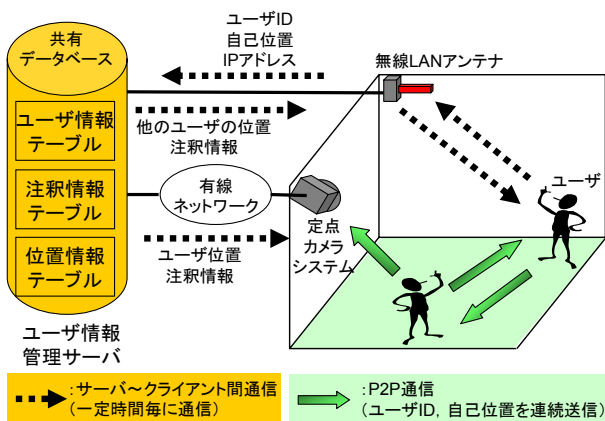 ユーザID
自己位置
IPアドレス
共有
データベース
無線LANアンテナ
ユーザ情報
テーブル
他のユーザの位置
注釈情報
ユーザ
注釈情報
テーブル
有線
ネットワーク
定点
カメラ
システム
位置情報
テーブル
ユーザ位置
注釈情報
ユーザ情報
管理サーバ
:サーバ～クライアント間通信
(一定時間毎に通信)
:P2P通信
(ユーザID, 自己位置を連続送信)